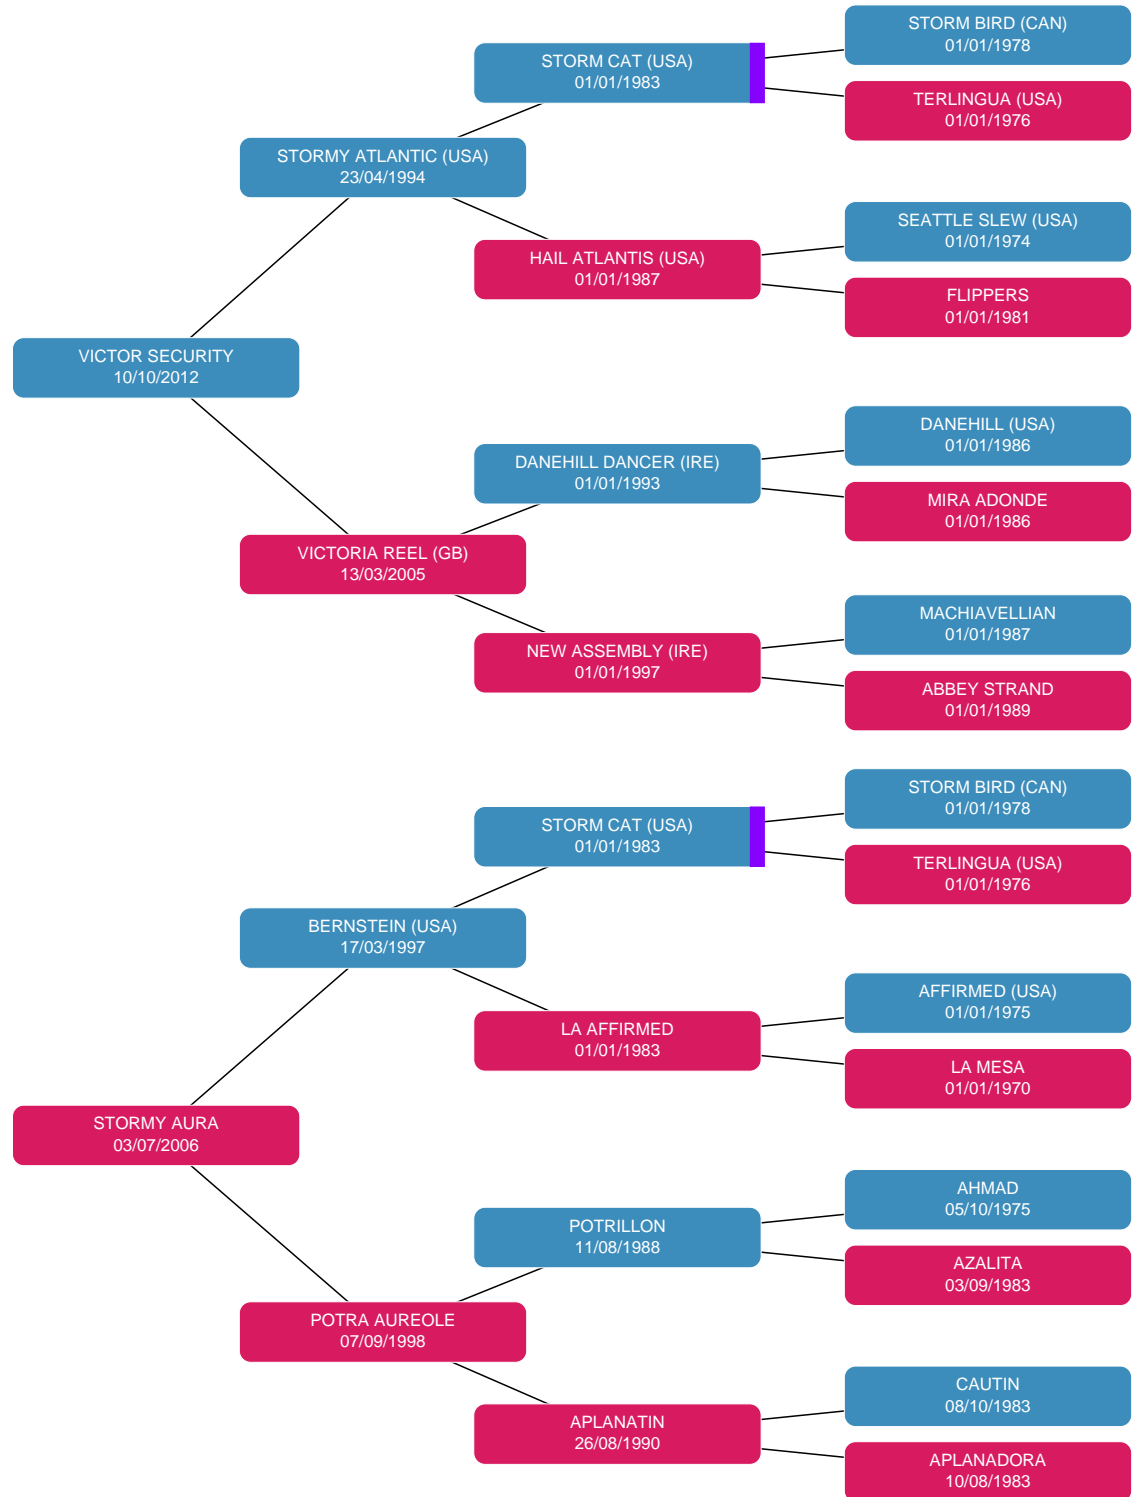 STORM BIRD (CAN)
01/01/1978
STORM CAT (USA)
01/01/1983
TERLINGUA (USA)
01/01/1976
STORMY ATLANTIC (USA)
23/04/1994
SEATTLE SLEW (USA)
01/01/1974
HAIL ATLANTIS (USA)
01/01/1987
FLIPPERS
01/01/1981
VICTOR SECURITY
10/10/2012
DANEHILL (USA)
01/01/1986
DANEHILL DANCER (IRE)
01/01/1993
MIRA ADONDE
01/01/1986
VICTORIA REEL (GB)
13/03/2005
MACHIAVELLIAN
01/01/1987
NEW ASSEMBLY (IRE)
01/01/1997
ABBEY STRAND
01/01/1989
STORM BIRD (CAN)
01/01/1978
STORM CAT (USA)
01/01/1983
TERLINGUA (USA)
01/01/1976
BERNSTEIN (USA)
17/03/1997
AFFIRMED (USA)
01/01/1975
LA AFFIRMED
01/01/1983
LA MESA
01/01/1970
STORMY AURA
03/07/2006
AHMAD
05/10/1975
POTRILLON
11/08/1988
AZALITA
03/09/1983
POTRA AUREOLE
07/09/1998
CAUTIN
08/10/1983
APLANATIN
26/08/1990
APLANADORA
10/08/1983